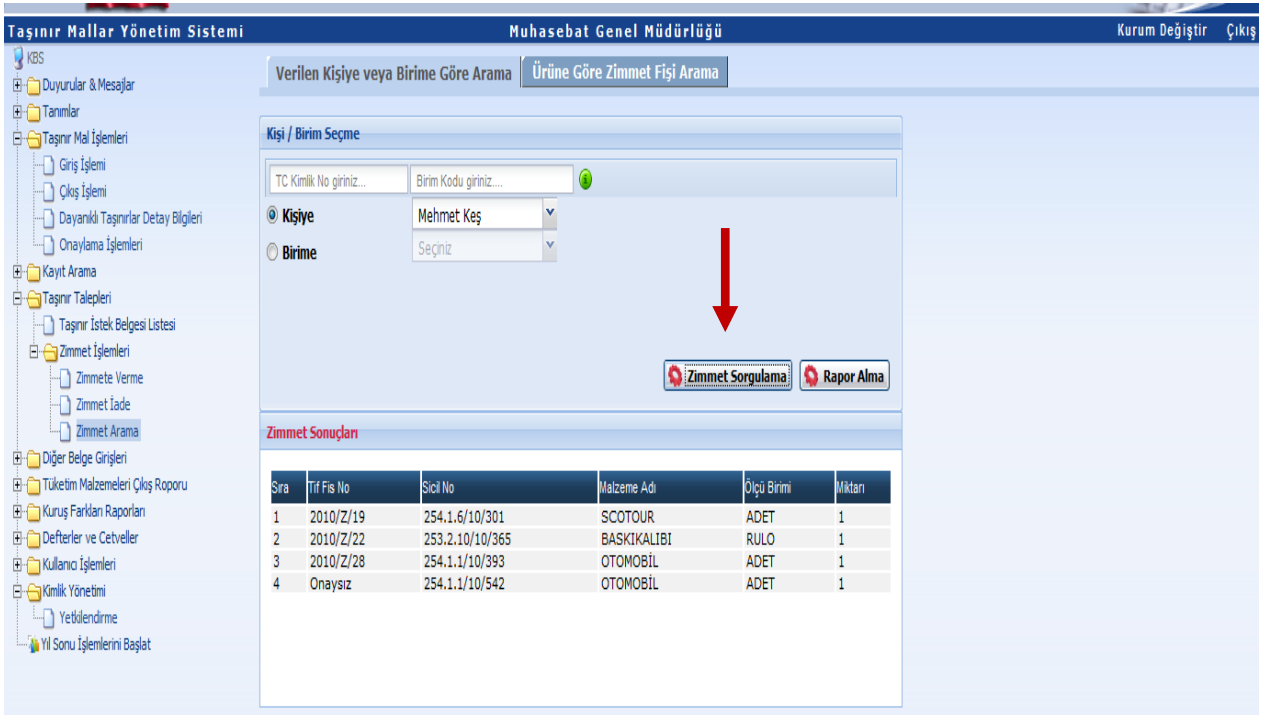 Taşınır Mallar Yönetim Sistemi
Muhasebat Genel Müdürlüğü
Kurum Değiştir Çıkış
KBS
Duyurular & Mesajlar
Tanımlar
Taşınır Mal İşlemleri
Giriş İşlemi
Çıkış İşlemi
Dayanıklı Taşınırlar Detay Bilgileri
Onaylama İşlemleri
Kayıt Arama
Taşınır Talepleri
Taşınır İstek Belgesi Listesi
Zimmet İşlemleri
Zimmete Verme
Zimmet İade
Zimmet Arama
Diğer Belge Girişleri
Tüketim Malzemeleri Çıkış Roporu
Kuruş Farkları Raporları
Defterler ve Cetveller
Kullanıcı İşlemleri
Kimlik Yönetimi
Yetkilendirme
Yıl Sonu İşlemlerini Başlat
Verilen Kişiye veya Birime Göre Arama
Ürüne Göre Zimmet Fişi Arama
Kişi / Birim Seçme
TC Kimlik No giriniz... Birim Kodu giriniz....
Kişiye Mehmet Keş
Birime Seçiniz
Zimmet Sorgulama Rapor Alma
Zimmet Sonuçları
Sıra Tif Fis No Sicil No Malzeme Adı Ölçü Birimi Miktarı
1 2010/Z/19 254.1.6/10/301 SCOTOUR ADET 1
2 2010/Z/22 253.2.10/10/365 BASKIKALIBI RULO 1
3 2010/Z/28 254.1.1/10/393 OTOMOBİL ADET 1
4 Onaysız 254.1.1/10/542 OTOMOBİL ADET 1